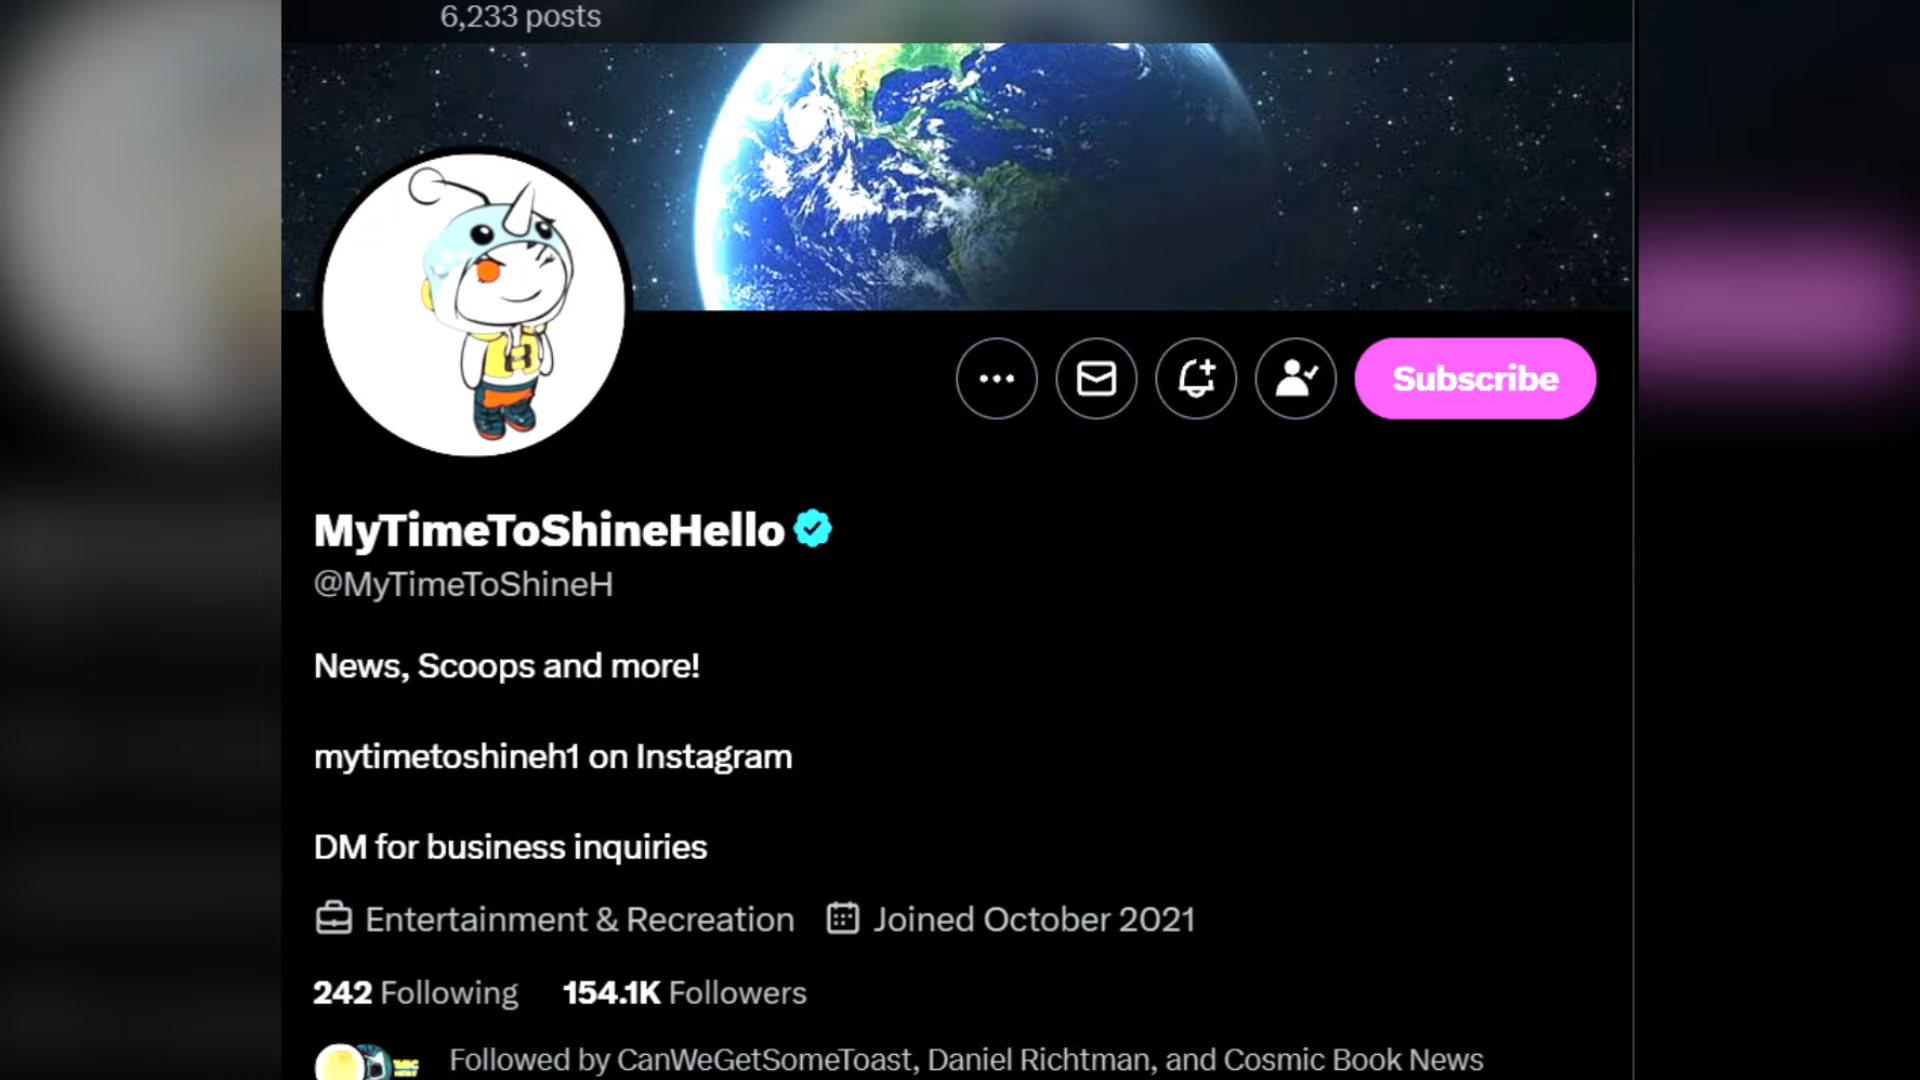 6,233 posts
Subscribe
MyTimeToShineHello
@MyTimeToShineH
News, Scoops and more!
mytimetoshineh1 on Instagram
DM for business inquiries
Entertainment & Recreation Joined October 2021
242 Following 154.1K Followers
Followed by CanWeGetSomeToast, Daniel Richtman, and Cosmic Book News